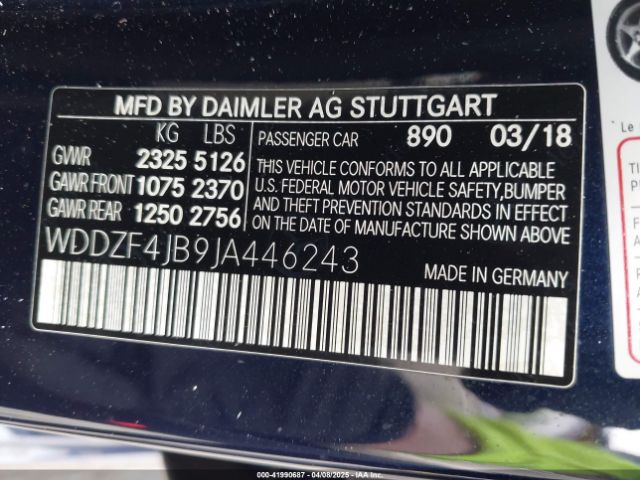 MFD BY DAIMLER AG STUTTGART
KG LBS
GVWR 2325 5126
GAWR FRONT 1075 2370
GAWR REAR 1250 2756
PASSENGER CAR 890 03/18
THIS VEHICLE CONFORMS TO ALL APPLICABLE
U.S. FEDERAL MOTOR VEHICLE SAFETY,BUMPER
AND THEFT PREVENTION STANDARDS IN EFFECT
ON THE DATE OF MANUFACTURE SHOWN ABOVE
WDDZF4JB9JA446243
MADE IN GERMANY
Le
000-41990687 - 04/08/2025 - IAA Inc.